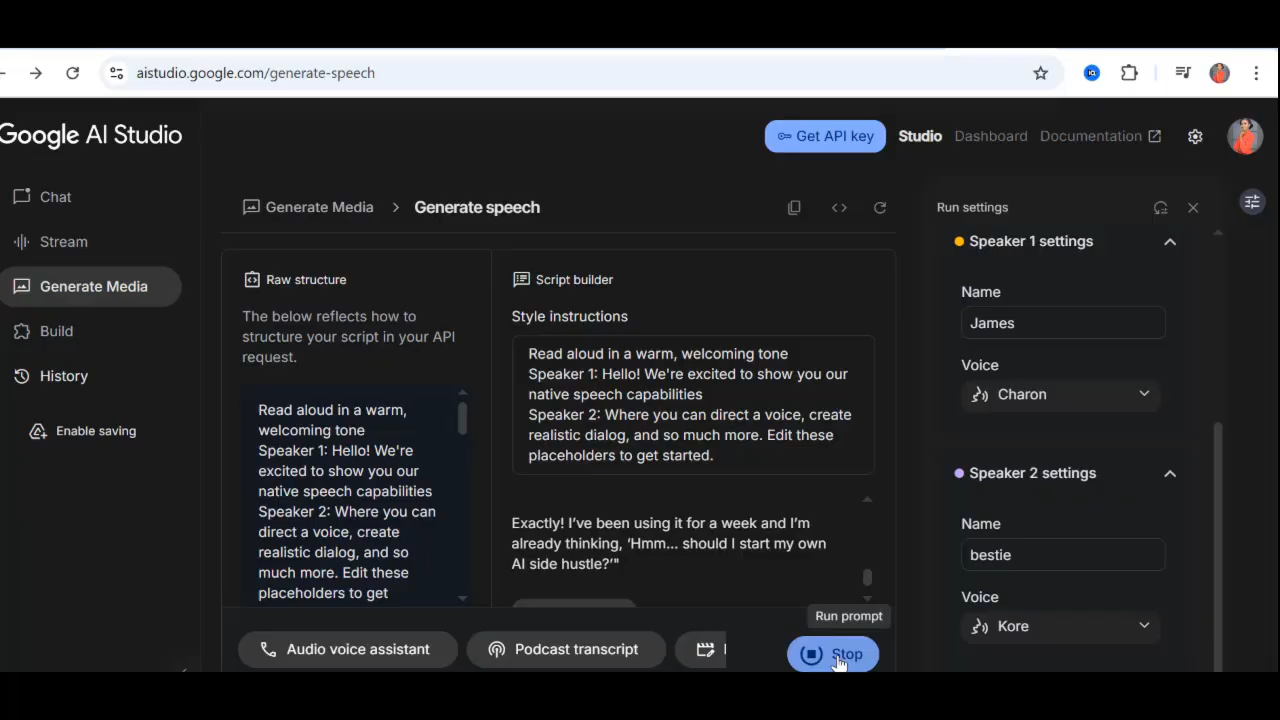 aistudio.google.com/generate-speech
Google AI Studio
Get API key
Studio
Dashboard
Documentation
Chat
Stream
Generate Media
Build
History
Enable saving
Generate Media > Generate speech
Raw structure
The below reflects how to
structure your script in your API
request.
Read aloud in a warm,
welcoming tone
Speaker 1: Hello! We're
excited to show you our
native speech capabilities
Speaker 2: Where you can
direct a voice, create
realistic dialog, and so
much more. Edit these
placeholders to get
Script builder
Style instructions
Read aloud in a warm, welcoming tone
Speaker 1: Hello! We're excited to show you our
native speech capabilities
Speaker 2: Where you can direct a voice, create
realistic dialog, and so much more. Edit these
placeholders to get started.
Exactly! I've been using it for a week and I'm
already thinking, 'Hmm... should I start my own
AI side hustle?'"
Run prompt
Audio voice assistant
Podcast transcript
Stop
Run settings
Speaker 1 settings
Name
James
Voice
Charon
Speaker 2 settings
Name
bestie
Voice
Kore